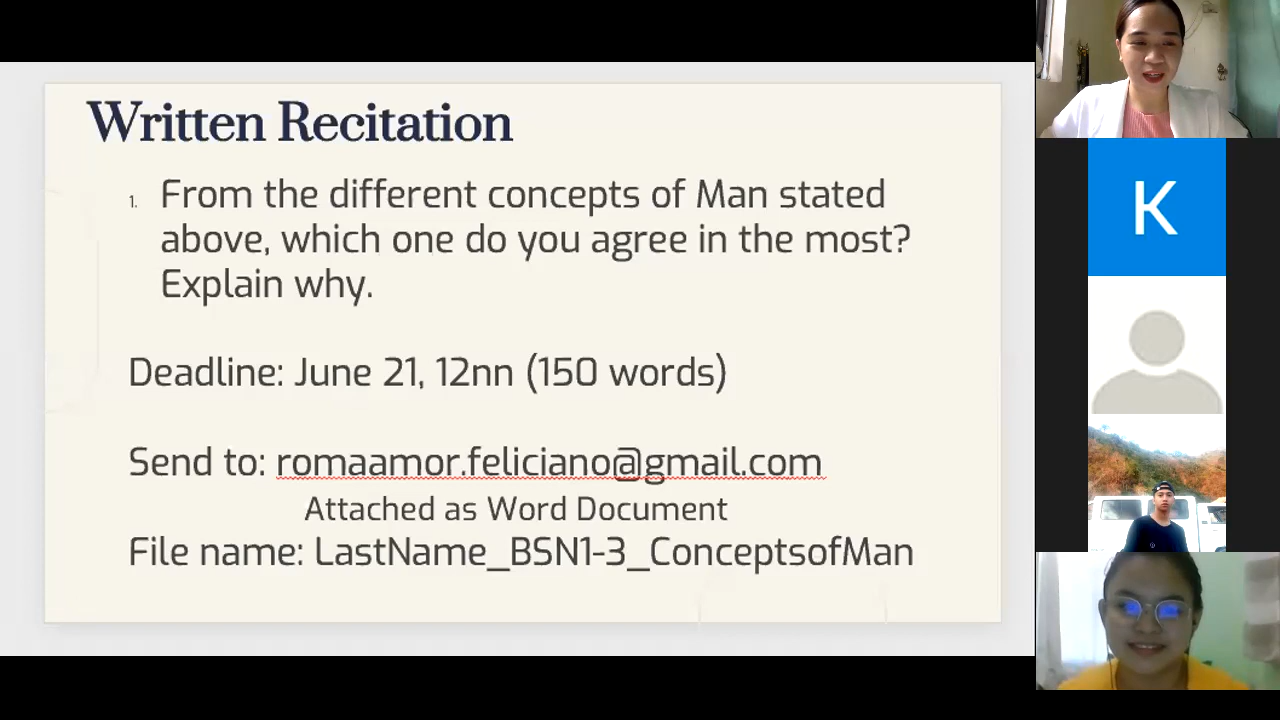 Written Recitation
1. From the different concepts of Man stated
above, which one do you agree in the most?
Explain why.
Deadline: June 21, 12nn (150 words)
Send to: romaamor.feliciano@gmail.com
Attached as Word Document
File name: LastName_BSN1-3_ConceptsofMan
K